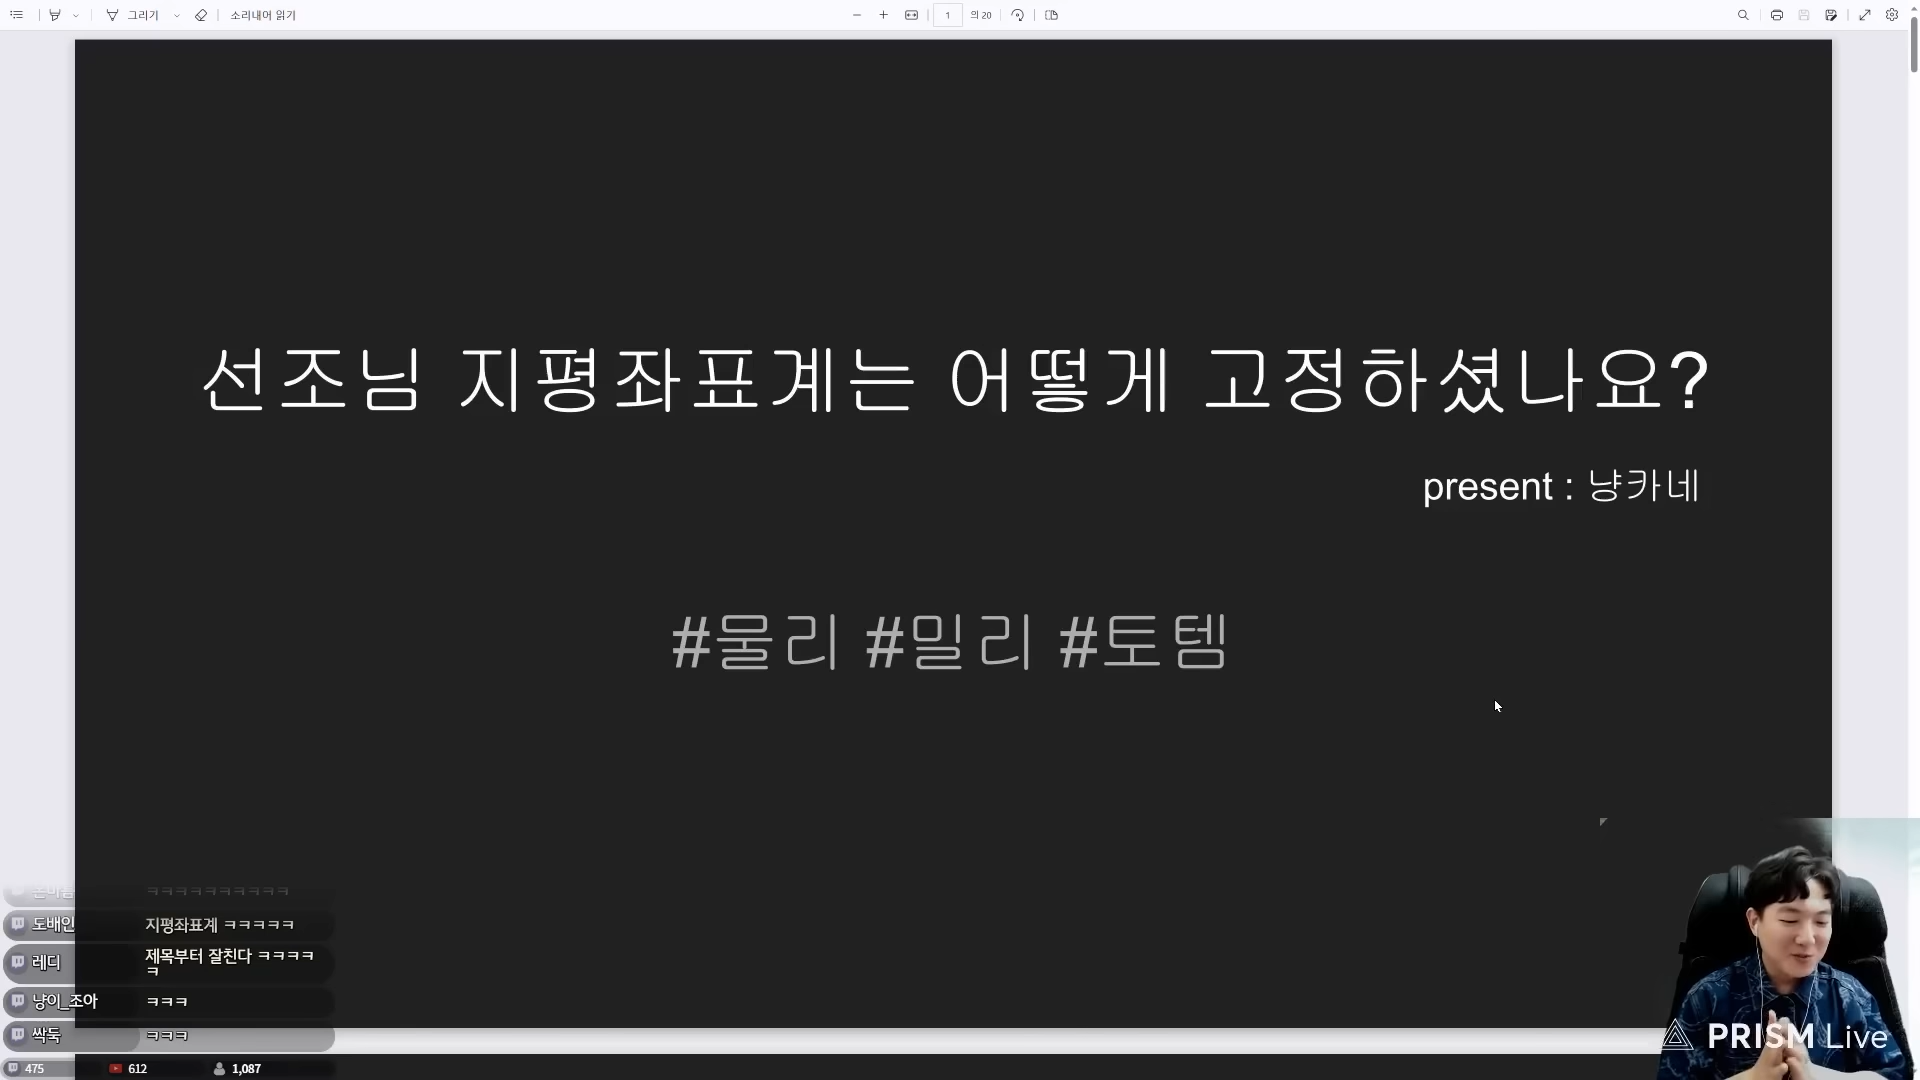 그리기
소리내어 읽기
1
의 20
선조님 지평좌표계는 어떻게 고정하셨나요?
present : 냥카네
#물리 #밀리 #토템
ㅋㅋㅋㅋㅋㅋㅋㅋㅋㅋ
도배인
지평좌표계 ㅋㅋㅋㅋㅋ
레디
제목부터 잘친다 ㅋㅋㅋㅋ
ㅋ
냥이_조아
ㅋㅋㅋ
싹둑
ㅋㅋㅋ
475
612
1,087
PRISM Live